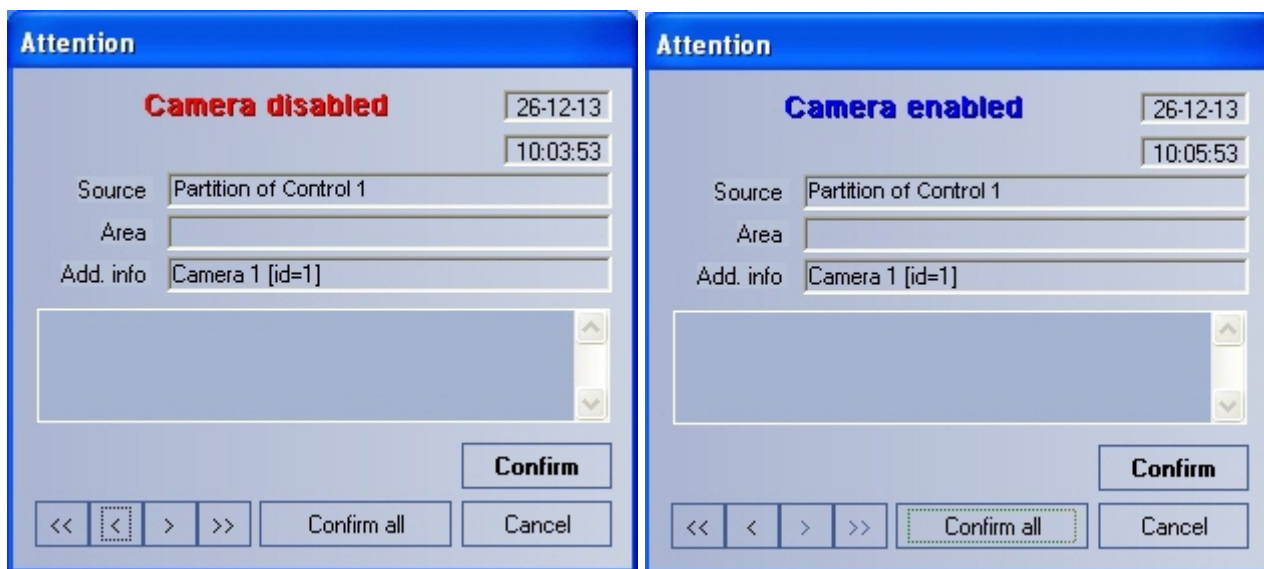 Attention
Camera disabled
26-12-13
10:03:53
Source Partition of Control 1
Area
Add. info Camera 1 [id=1]
Confirm
<< < > >> Confirm all Cancel
Attention
Camera enabled
26-12-13
10:05:53
Source Partition of Control 1
Area
Add. info Camera 1 [id=1]
Confirm
<< < > >> Confirm all Cancel